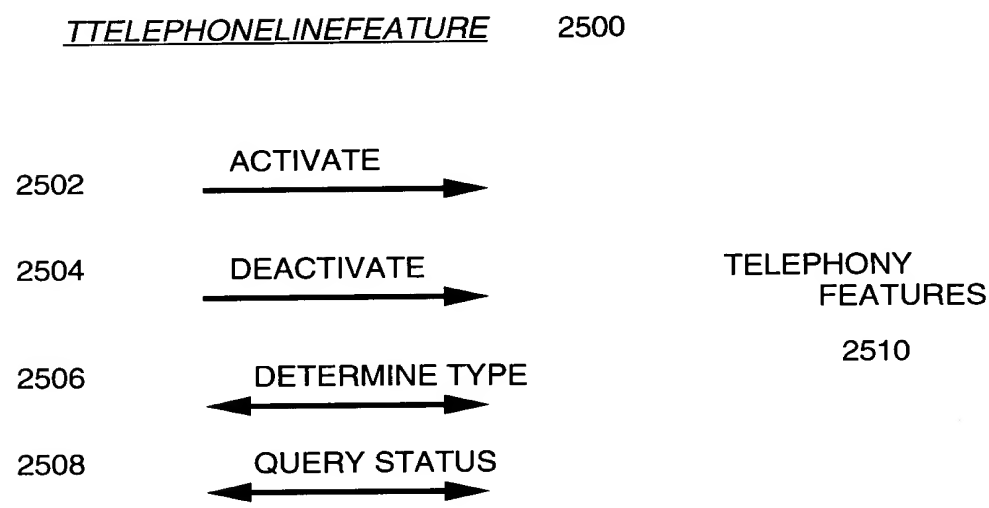 TTELEPHONELINEFEATURE 2500
ACTIVATE
2502
2504 DEACTIVATE
TELEPHONY
FEATURES
2510
2506 DETERMINE TYPE
2508 QUERY STATUS